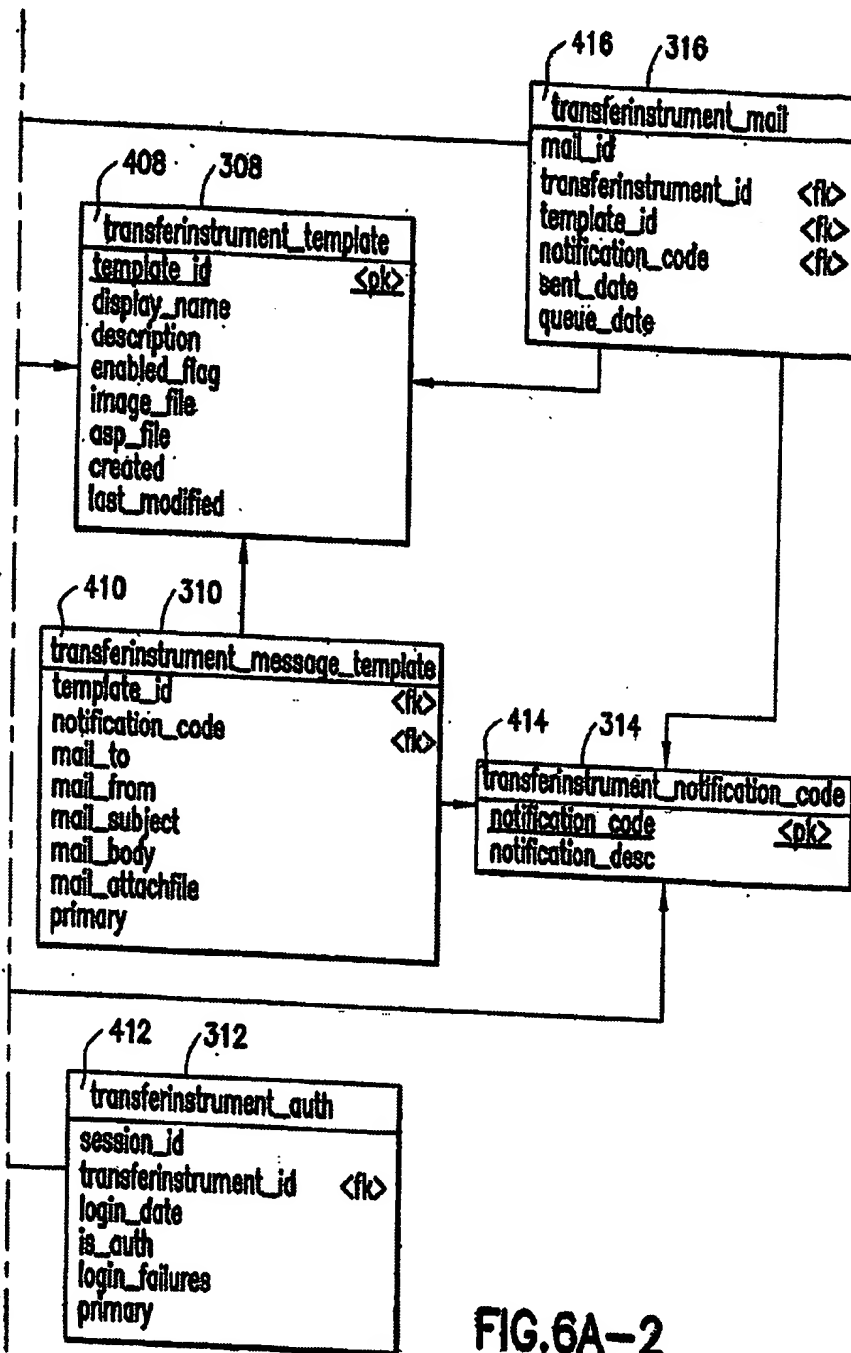 416 316
transferinstrument_mail
mail_id
transferinstrument_id <fk>
template_id <fk>
notification_code <fk>
sent_date
queue_date
408 308
transferinstrument_template
template_id <pk>
display_name
description
enabled_flag
image_file
asp_file
created
last_modified
410 310
transferinstrument_message_template
template_id <fk>
notification_code <fk>
mail_to
mail_from
mail_subject
mail_body
mail_attachfile
primary
414 314
transferinstrument_notification_code
notification_code <pk>
notification_desc
412 312
transferinstrument_auth
session_id
transferinstrument_id <fk>
login_date
is_auth
login_failures
primary
FIG.6A-2